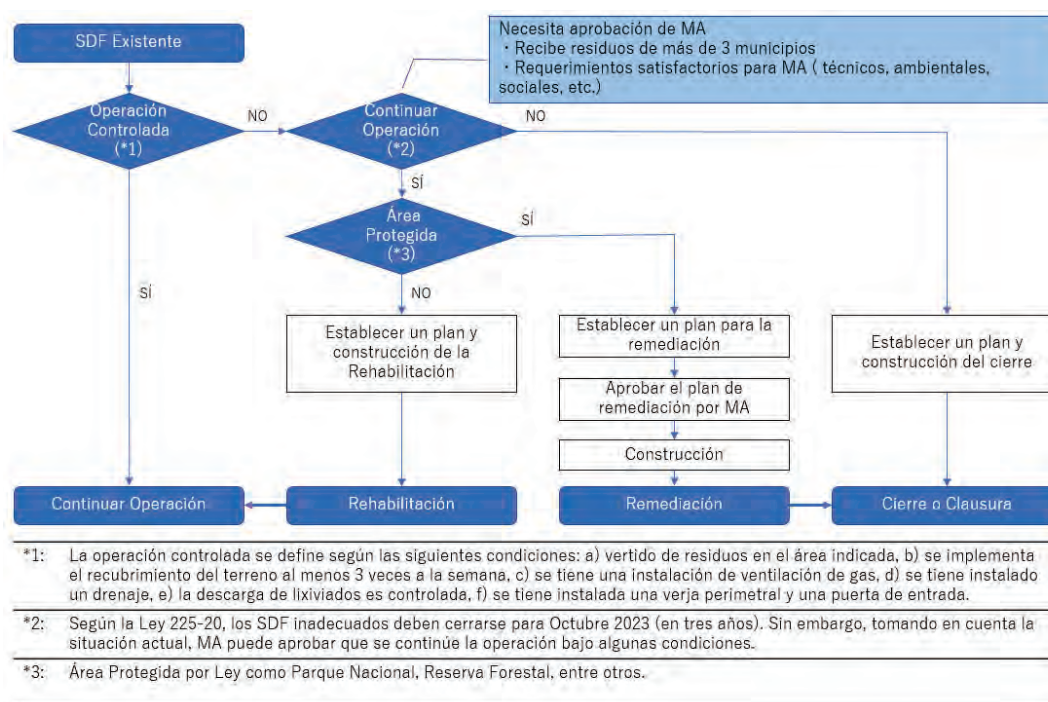 SDF Existente
Necesita aprobación de MA
・Recibe residuos de más de 3 municipios
・Requerimientos satisfactorios para MA ( técnicos, ambientales,
sociales, etc.)
Operación
Controlada
(*1)
NO
Continuar
Operación
(*2)
NO
SÍ
Área
Protegida
(*3)
SÍ
SÍ
NO
Establecer un plan y
construcción de la
Rehabilitación
Establecer un plan para la
remediación
Aprobar el plan de
remediación por MA
Construcción
Establecer un plan y
construcción del cierre
Continuar Operación
Rehabilitación
Remediación
Cierre o Clausura
*1: La operación controlada se define según las siguientes condiciones: a) vertido de residuos en el área indicada, b) se implementa
el recubrimiento del terreno al menos 3 veces a la semana, c) se tiene una instalación de ventilación de gas, d) se tiene instalado
un drenaje, e) la descarga de lixiviados es controlada, f) se tiene instalada una verja perimetral y una puerta de entrada.
*2: Según la Ley 225-20, los SDF inadecuados deben cerrarse para Octubre 2023 (en tres años). Sin embargo, tomando en cuenta la
situación actual, MA puede aprobar que se continúe la operación bajo algunas condiciones.
*3: Área Protegida por Ley como Parque Nacional, Reserva Forestal, entre otros.